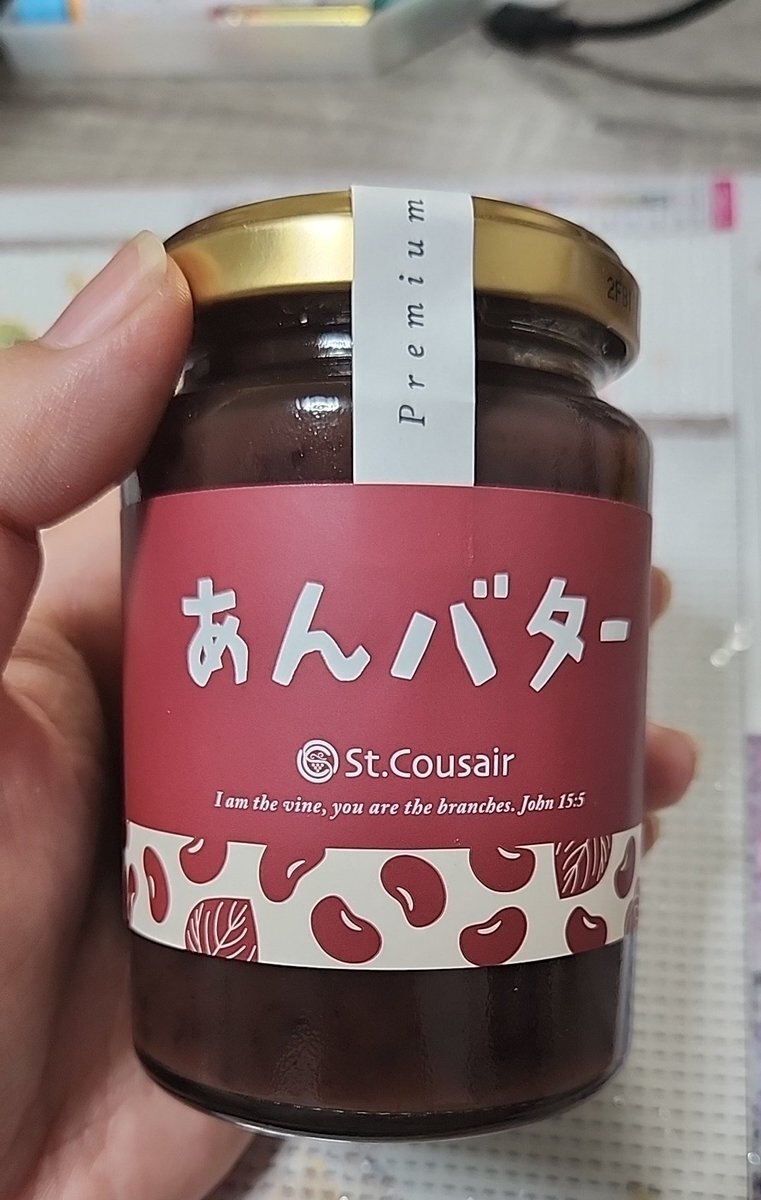 Premium
あんバター
St.Cousair
I am the vine, you are the branches. John 15:5